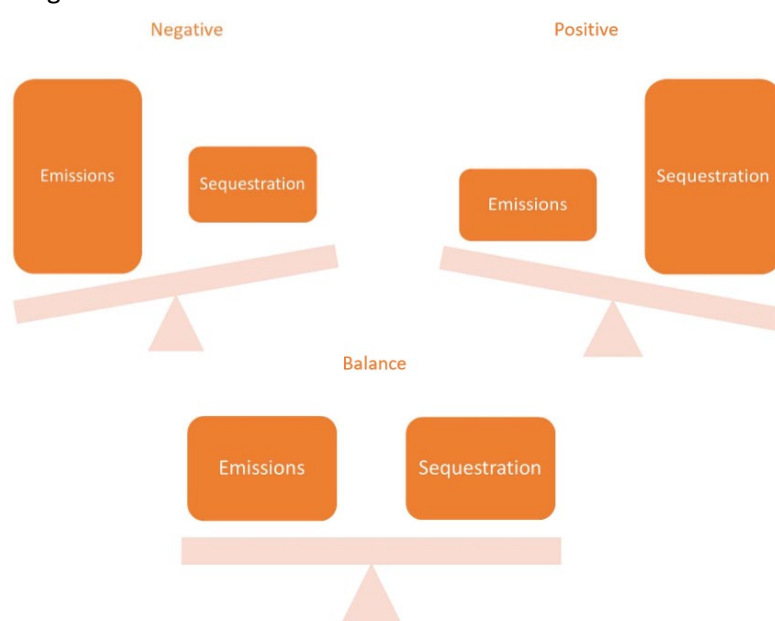 Negative
Positive
Emissions
Sequestration
Emissions
Sequestration
Balance
Emissions
Sequestration